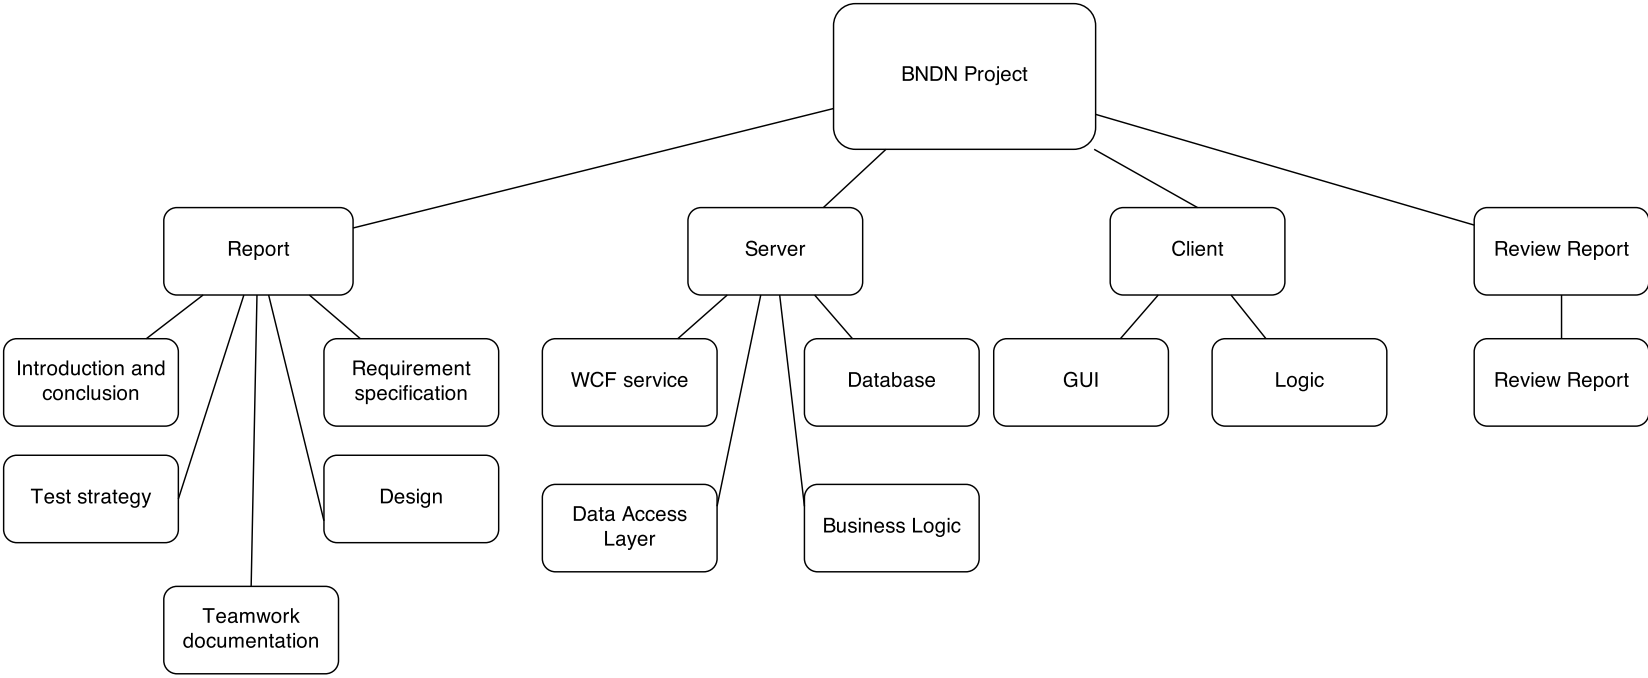 BNDN Project
Report
Server
Client
Review Report
Introduction and
conclusion
Requirement
specification
WCF service
Database
GUI
Logic
Review Report
Test strategy
Design
Data Access
Layer
Business Logic
Teamwork
documentation